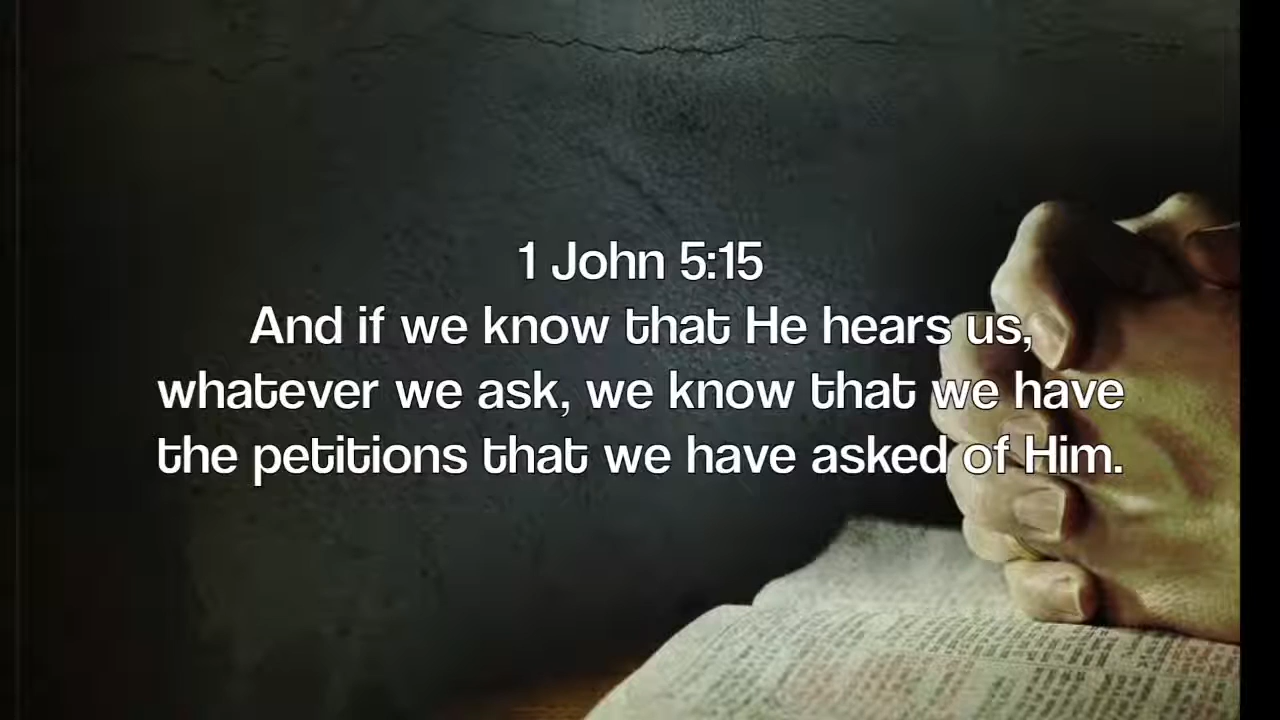 1 John 5:15
And if we know that He hears us,
whatever we ask, we know that we have
the petitions that we have asked of Him.